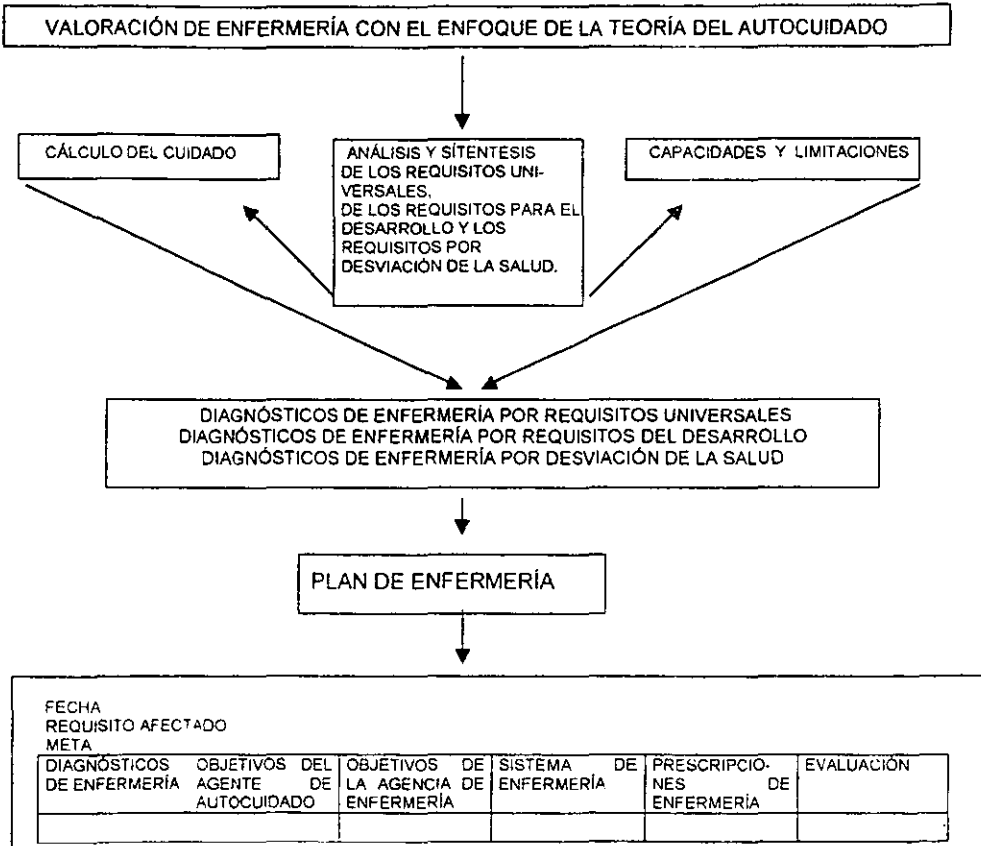 VALORACIÓN DE ENFERMERÍA CON EL ENFOQUE DE LA TEORÍA DEL AUTOCUIDADO
CÁLCULO DEL CUIDADO
ANÁLISIS Y SÍTENTESIS
DE LOS REQUISITOS UNI-
VERSALES,
DE LOS REQUISITOS PARA EL
DESARROLLO Y LOS
REQUISITOS POR
DESVIACIÓN DE LA SALUD.
CAPACIDADES Y LIMITACIONES
DIAGNÓSTICOS DE ENFERMERÍA POR REQUISITOS UNIVERSALES
DIAGNÓSTICOS DE ENFERMERÍA POR REQUISITOS DEL DESARROLLO
DIAGNÓSTICOS DE ENFERMERÍA POR DESVIACIÓN DE LA SALUD
PLAN DE ENFERMERÍA
FECHA
REQUISITO AFECTADO
META
DIAGNÓSTICOS
DE ENFERMERÍA
OBJETIVOS DEL
AGENTE DE
AUTOCUIDADO
OBJETIVOS DE
LA AGENCIA DE
ENFERMERÍA
SISTEMA DE
ENFERMERÍA
PRESCRIPCIO-
NES DE
ENFERMERÍA
EVALUACIÓN